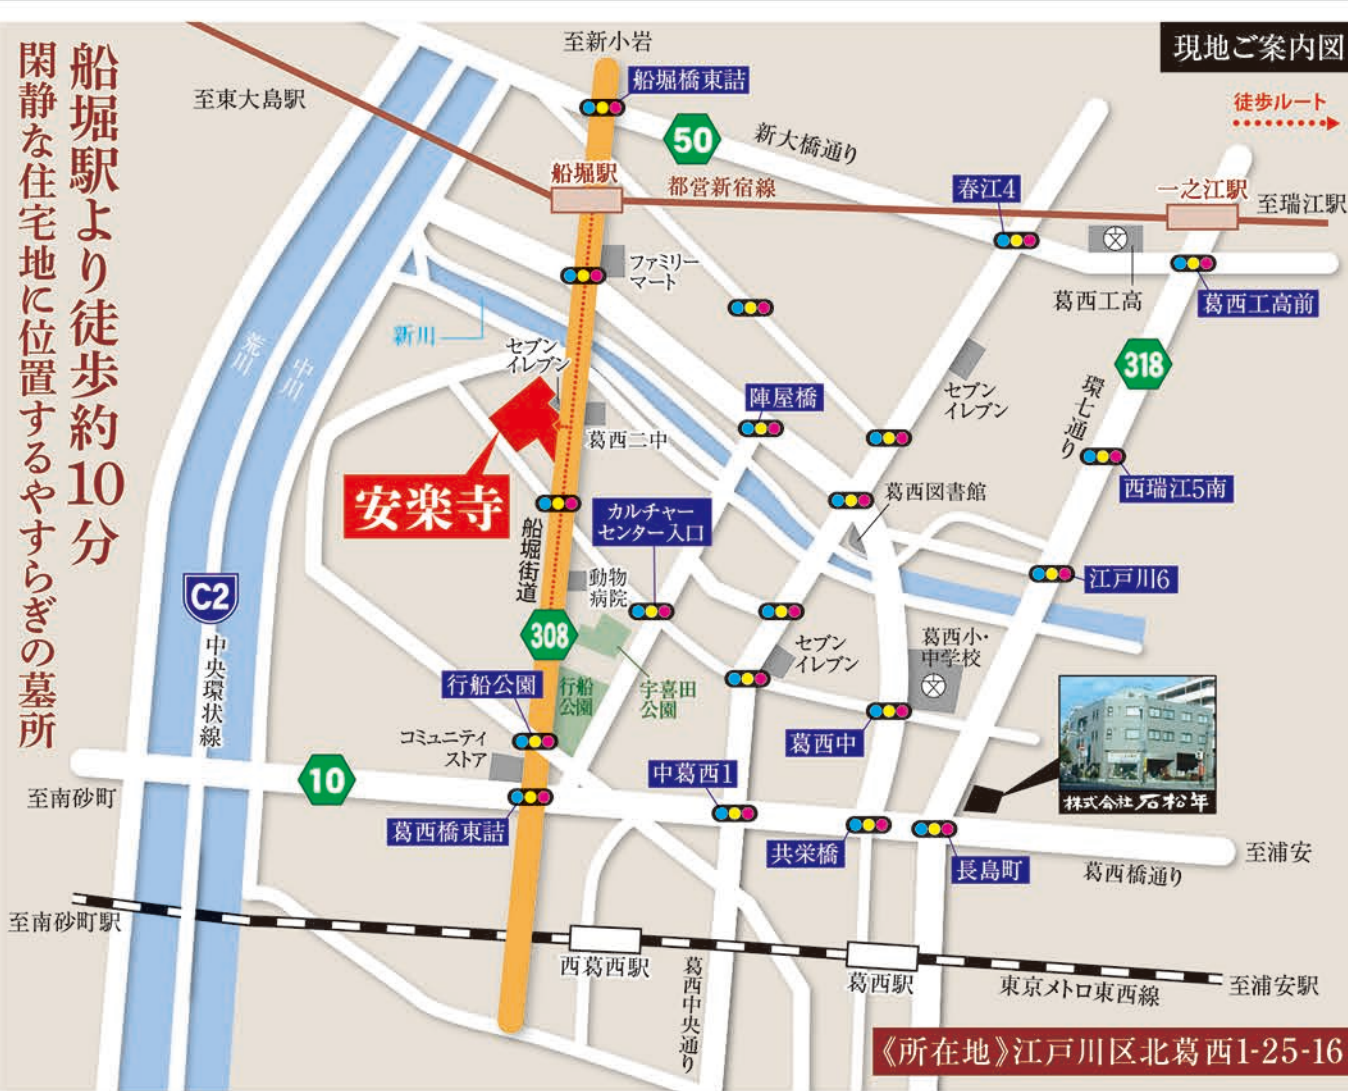 現地ご案内図
徒歩ルート
船堀駅より徒歩約10分
閑静な住宅地に位置するやすらぎの墓所
至新小岩
船堀橋東詰
50
新大橋通り
至東大島駅
船堀駅
都営新宿線
春江4
一之江駅
至瑞江駅
ファミリー
マート
葛西工高
葛西工高前
新川
荒川
中川
セブン
イレブン
318
環七通り
セブン
イレブン
陣屋橋
葛西二中
安楽寺
西瑞江5南
葛西図書館
カルチャー
センター入口
船堀街道
動物
病院
江戸川6
C2
中央環状線
308
セブン
イレブン
葛西小・
中学校
行船公園
行船
公園
宇喜田
公園
コミュニティ
ストア
葛西中
10
中葛西1
株式会社 石松年
至南砂町
葛西橋東詰
共栄橋
長島町
至浦安
葛西橋通り
至南砂町駅
西葛西駅
葛西中央通り
葛西駅
東京メトロ東西線
至浦安駅
《所在地》江戸川区北葛西1-25-16